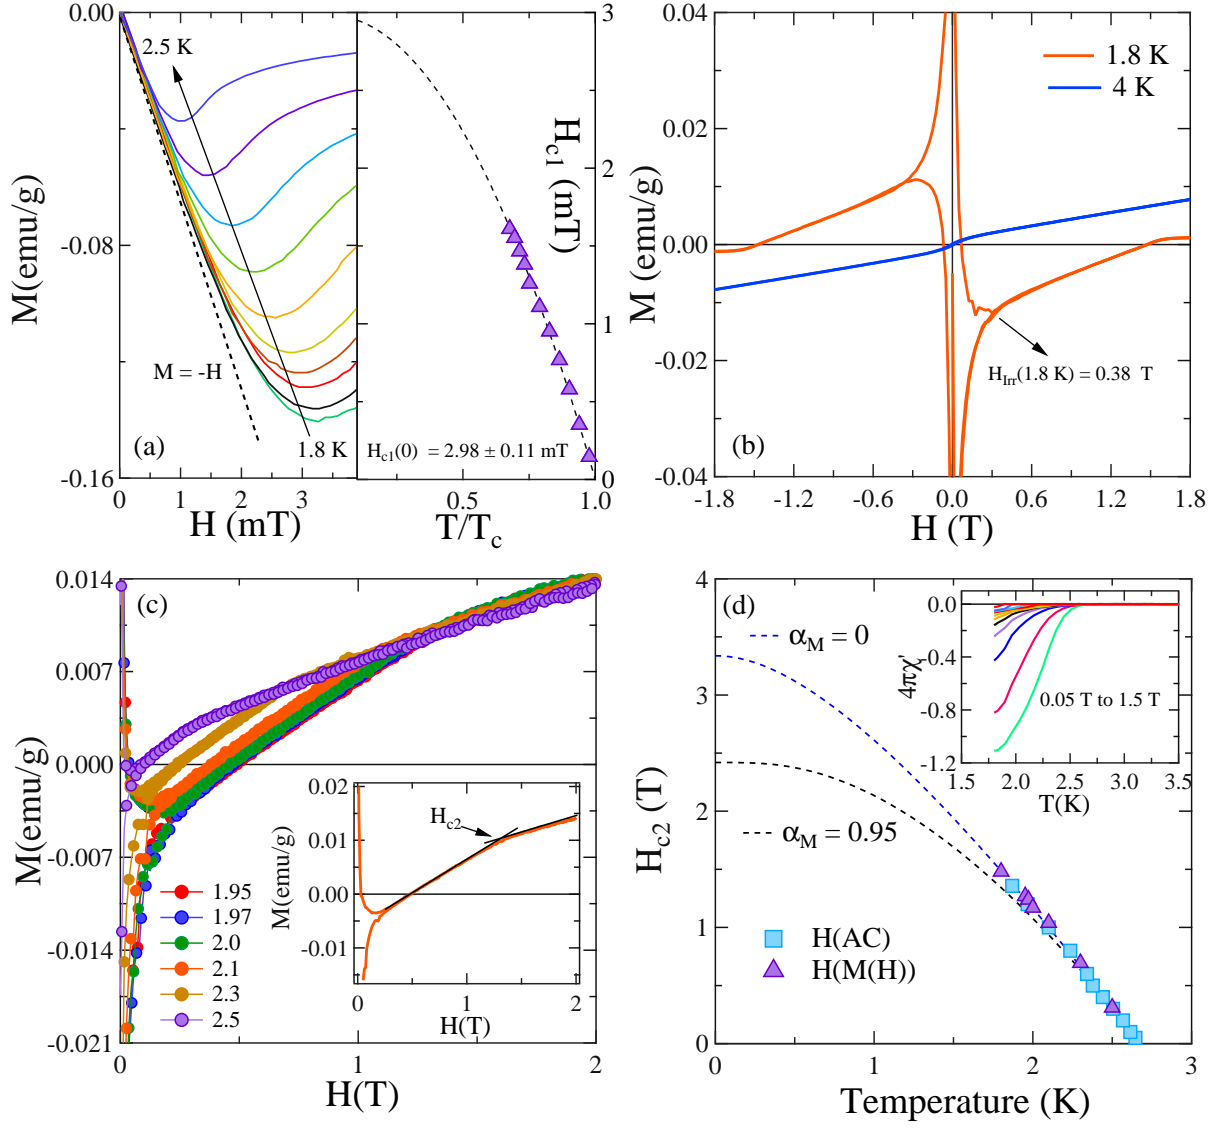 0.00
-0.08
-0.16
M(emu/g)
2.5 K
M = -H
(a)
1.8 K
0
1
2
3
H (mT)
3
2
1
0
H_c1 (mT)
H_c1(0) = 2.98 ± 0.11 mT
0.5
1.0
T/T_c
0.04
0.02
0.00
-0.02
-0.04
M (emu/g)
1.8 K
4 K
H_Irr(1.8 K) = 0.38 T
(b)
-1.8
-1.2
-0.6
0.0
0.6
1.2
1.8
H (T)
0.014
0.007
0.000
-0.007
-0.014
-0.021
M(emu/g)
(c)
1.95
1.97
2.0
2.1
2.3
2.5
0.02
0.01
0.00
-0.01
M(emu/g)
H_c2
0
1
2
H(T)
0
1
2
H(T)
4
3
2
1
0
H_c2 (T)
(d)
α_M = 0
α_M = 0.95
H(AC)
H(M(H))
0.0
-0.4
-0.8
-1.2
4πχ'
0.05 T to 1.5 T
1.5
2.0
2.5
3.0
3.5
T(K)
0
1
2
3
Temperature (K)